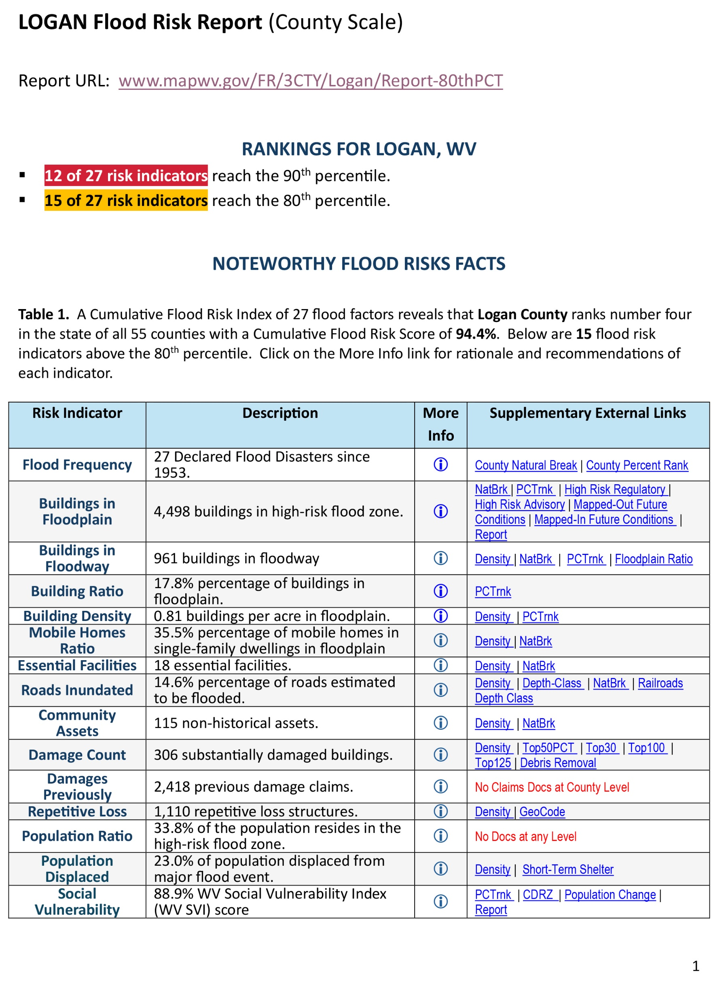 LOGAN Flood Risk Report (County Scale)
Report URL: www.mapwv.gov/FR/3CTY/Logan/Report-80thPCT
RANKINGS FOR LOGAN, WV
▪ 12 of 27 risk indicators reach the 90th percentile.
▪ 15 of 27 risk indicators reach the 80th percentile.
NOTEWORTHY FLOOD RISKS FACTS
Table 1. A Cumulative Flood Risk Index of 27 flood factors reveals that Logan County ranks number four
in the state of all 55 counties with a Cumulative Flood Risk Score of 94.4%. Below are 15 flood risk
indicators above the 80th percentile. Click on the More Info link for rationale and recommendations of
each indicator.
Risk Indicator
Description
More
Info
Supplementary External Links
Flood Frequency
27 Declared Flood Disasters since
1953.
County Natural Break | County Percent Rank
Buildings in
Floodplain
4,498 buildings in high-risk flood zone.
NatBrk | PCTrnk | High Risk Regulatory |
High Risk Advisory | Mapped-Out Future
Conditions | Mapped-In Future Conditions |
Report
Buildings in
Floodway
961 buildings in floodway
Density | NatBrk | PCTrnk | Floodplain Ratio
Building Ratio
17.8% percentage of buildings in
floodplain.
PCTrnk
Building Density
0.81 buildings per acre in floodplain.
Density | PCTrnk
Mobile Homes
Ratio
35.5% percentage of mobile homes in
single-family dwellings in floodplain
Density | NatBrk
Essential Facilities
18 essential facilities.
Density | NatBrk
Roads Inundated
14.6% percentage of roads estimated
to be flooded.
Density | Depth-Class | NatBrk | Railroads
Depth Class
Community
Assets
115 non-historical assets.
Density | NatBrk
Damage Count
306 substantially damaged buildings.
Density | Top50PCT | Top30 | Top100 |
Top125 | Debris Removal
Damages
Previously
2,418 previous damage claims.
No Claims Docs at County Level
Repetitive Loss
1,110 repetitive loss structures.
Density | GeoCode
Population Ratio
33.8% of the population resides in the
high-risk flood zone.
No Docs at any Level
Population
Displaced
23.0% of population displaced from
major flood event.
Density | Short-Term Shelter
Social
Vulnerability
88.9% WV Social Vulnerability Index
(WV SVI) score
PCTrnk | CDRZ | Population Change |
Report
1